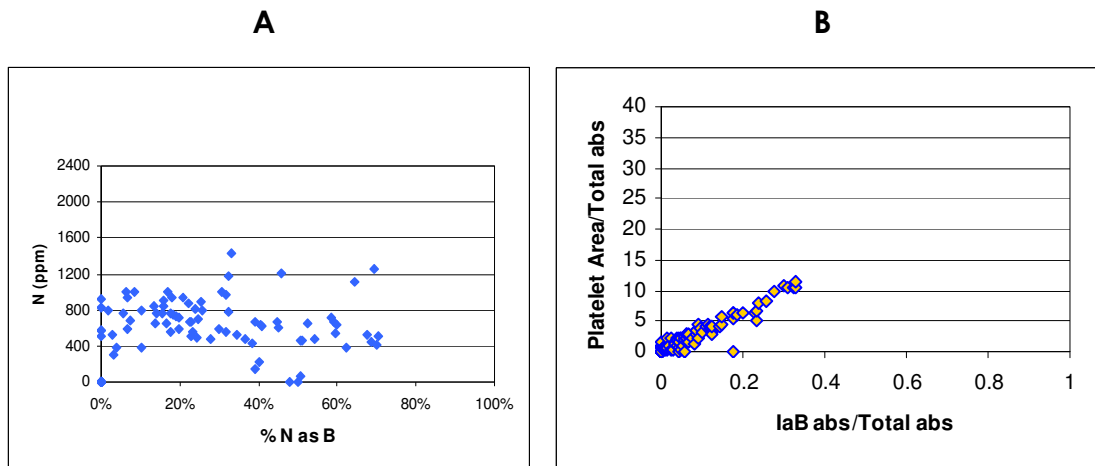 A
B
N (ppm)
2400
2000
1600
1200
800
400
0
0% 20% 40% 60% 80% 100%
% N as B
Platelet Area/Total abs
40
35
30
25
20
15
10
5
0
0 0.2 0.4 0.6 0.8 1
IaB abs/Total abs